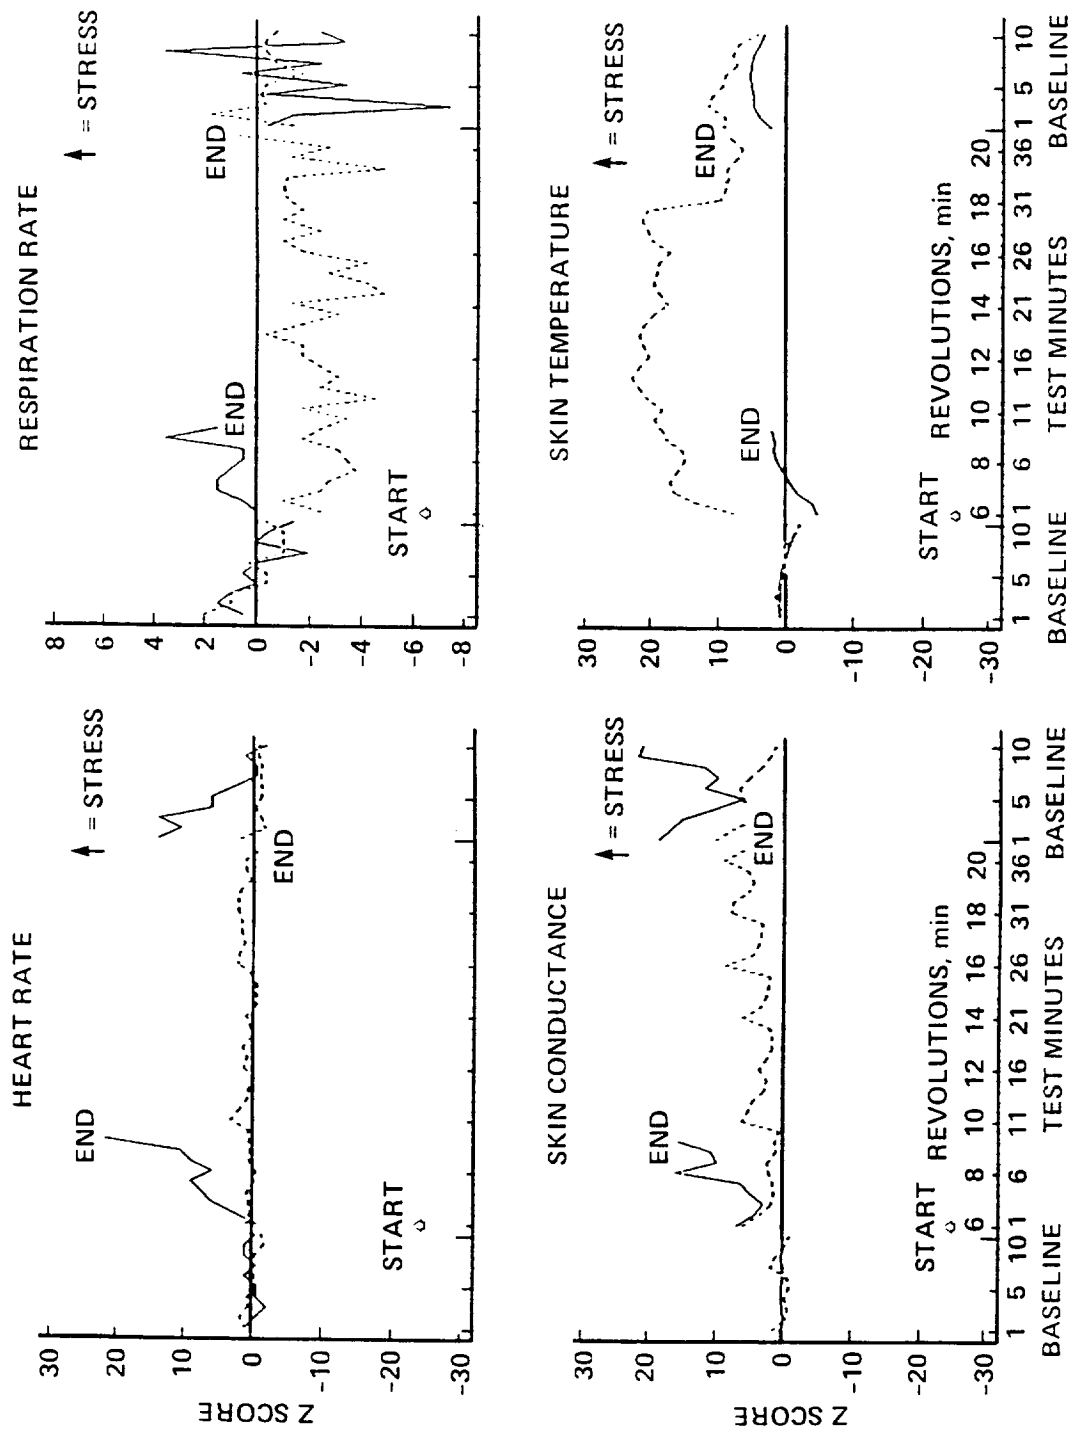 HEART RATE
↑ = STRESS
30
20
10
0
-10
-20
-30
Z SCORE
END
END
START
RESPIRATION RATE
↑ = STRESS
8
6
4
2
0
-2
-4
-6
-8
END
END
START
SKIN CONDUCTANCE
↑ = STRESS
30
20
10
0
-10
-20
-30
Z SCORE
END
END
START
REVOLUTIONS, min
6 8 10 12 14 16 18 20
1 5 10 1 6 11 16 21 26 31 36 1 5 10
BASELINE TEST MINUTES BASELINE
SKIN TEMPERATURE
↑ = STRESS
30
20
10
0
-10
-20
-30
END
END
START
REVOLUTIONS, min
6 8 10 12 14 16 18 20
1 5 10 1 6 11 16 21 26 31 36 1 5 10
BASELINE TEST MINUTES BASELINE